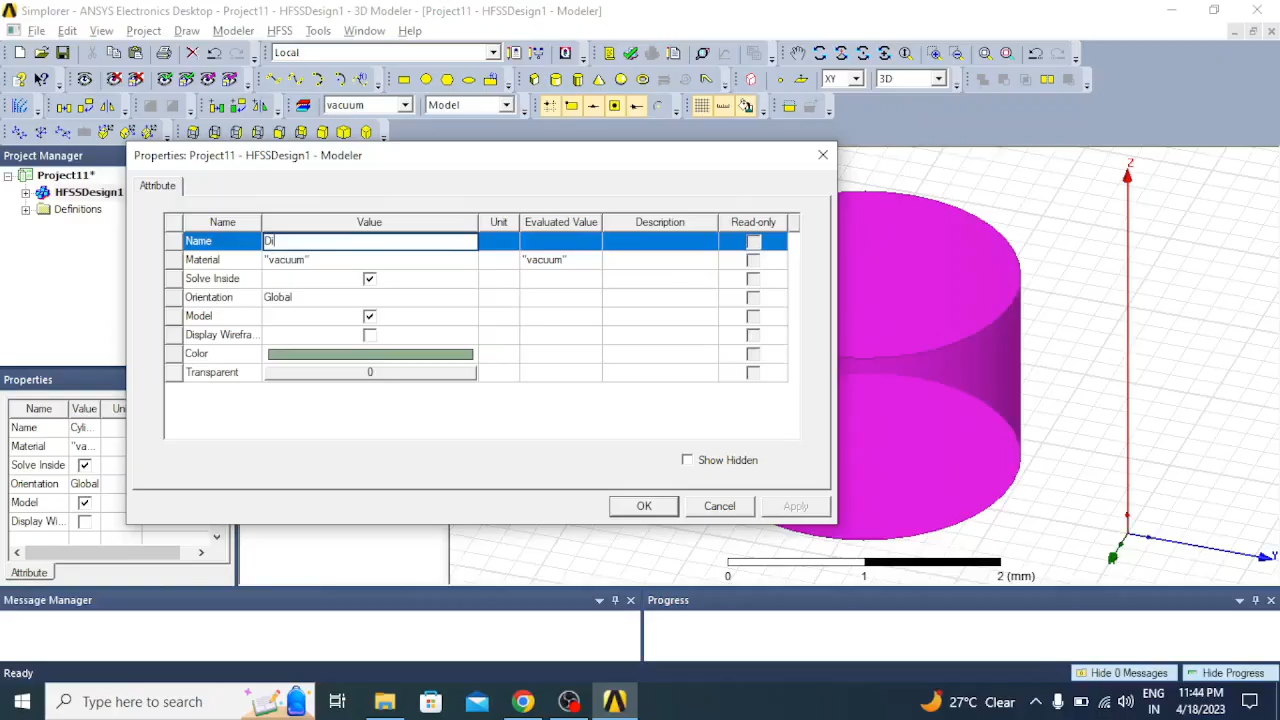 Simplorer - ANSYS Electronics Desktop - Project11 - HFSSDesign1 - 3D Modeler - [Project11 - HFSSDesign1 - Modeler]
File Edit View Project Draw Modeler HFSS Tools Window Help
Local
XY 3D
vacuum Model
Project Manager
Project11*
HFSSDesign1
Definitions
Properties: Project11 - HFSSDesign1 - Modeler
Attribute
Name Value Unit Evaluated Value Description Read-only
Name Di
Material "vacuum" "vacuum"
Solve Inside
Orientation Global
Model
Display Wirefra...
Color
Transparent 0
Show Hidden
OK Cancel Apply
Properties
Name Value Un
Name Cyli...
Material "va...
Solve Inside
Orientation Global
Model
Display Wi...
Attribute
Z
Y
0 1 2 (mm)
Message Manager
Progress
Ready
Hide 0 Messages
Hide Progress
Type here to search
27°C Clear
ENG
IN
11:44 PM
4/18/2023